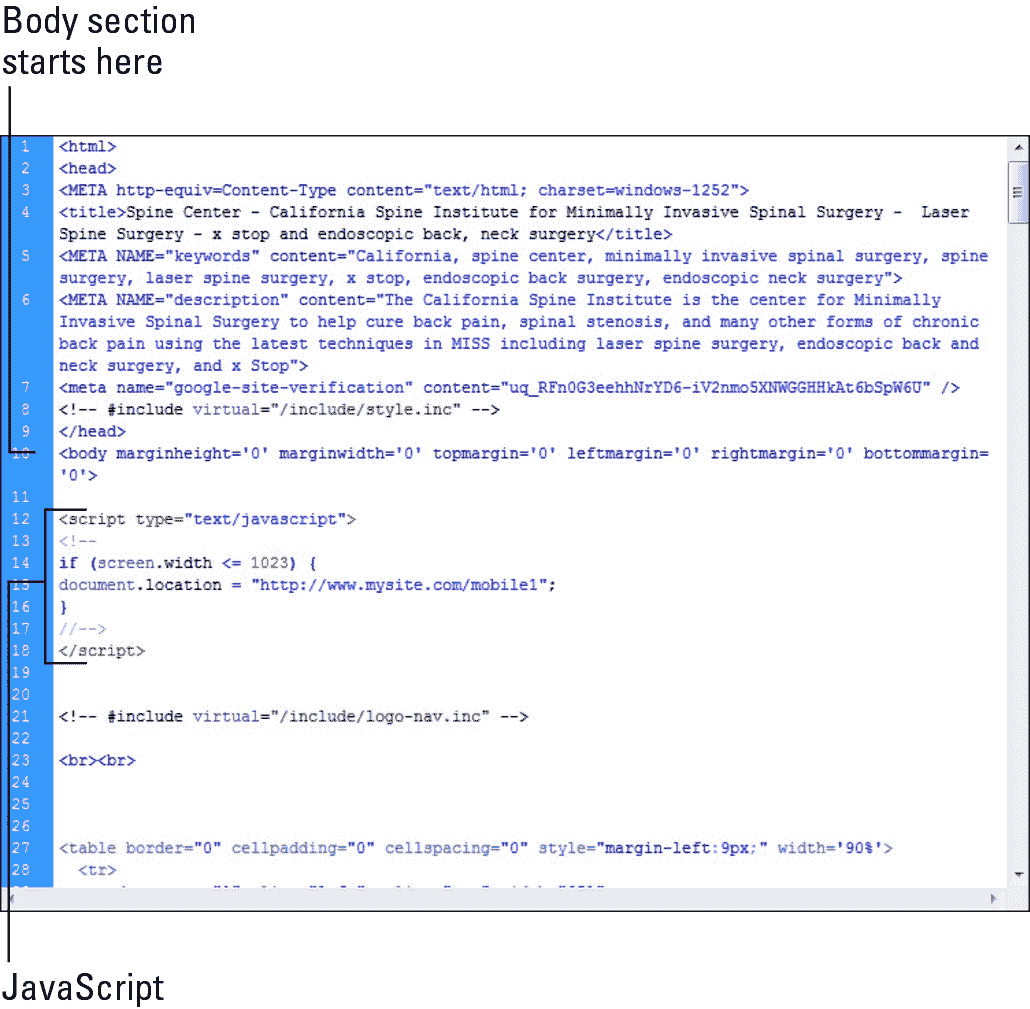 Body section
starts here
1 <html>
2 <head>
3 <META http-equiv=Content-Type content="text/html; charset=windows-1252">
4 <title>Spine Center - California Spine Institute for Minimally Invasive Spinal Surgery -  Laser
Spine Surgery - x stop and endoscopic back, neck surgery</title>
5 <META NAME="keywords" content="California, spine center, minimally invasive spinal surgery, spine
surgery, laser spine surgery, x stop, endoscopic back surgery, endoscopic neck surgery">
6 <META NAME="description" content="The California Spine Institute is the center for Minimally
Invasive Spinal Surgery to help cure back pain, spinal stenosis, and many other forms of chronic
back pain using the latest techniques in MISS including laser spine surgery, endoscopic back and
neck surgery, and x Stop">
7 <meta name="google-site-verification" content="uq_RFn0G3eehhNrYD6-iV2nmo5XNWGGHHkAt6bSpW6U" />
8 <!-- #include virtual="/include/style.inc" -->
9 </head>
10 <body marginheight='0' marginwidth='0' topmargin='0' leftmargin='0' rightmargin='0' bottommargin=
'0'>
11
12 <script type="text/javascript">
13 <!--
14 if (screen.width <= 1023) {
15 document.location = "http://www.mysite.com/mobile1";
16 }
17 //-->
18 </script>
19
20
21 <!-- #include virtual="/include/logo-nav.inc" -->
22
23 <br><br>
24
25
26
27 <table border="0" cellpadding="0" cellspacing="0" style="margin-left:9px;" width='90%'>
28 <tr>
JavaScript